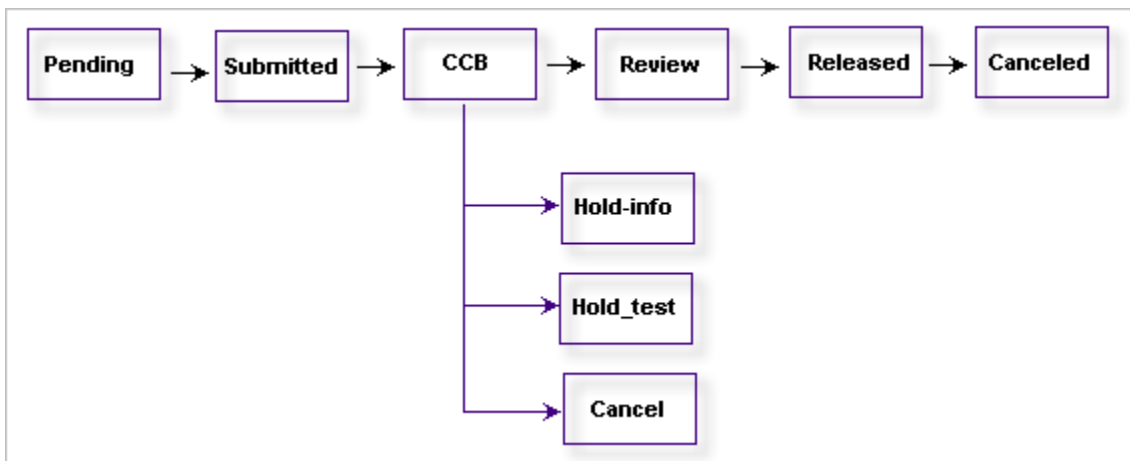 Pending
Submitted
CCB
Review
Released
Canceled
Hold-info
Hold_test
Cancel